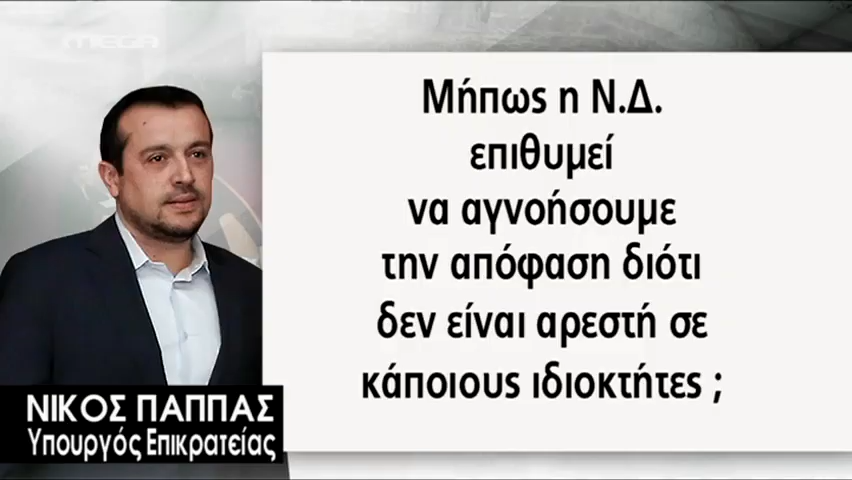 MEGA
Μήπως η Ν.Δ.
επιθυμεί
να αγνοήσουμε
την απόφαση διότι
δεν είναι αρεστή σε
κάποιους ιδιοκτήτες ;
ΝΙΚΟΣ ΠΑΠΠΑΣ
Υπουργός Επικρατείας